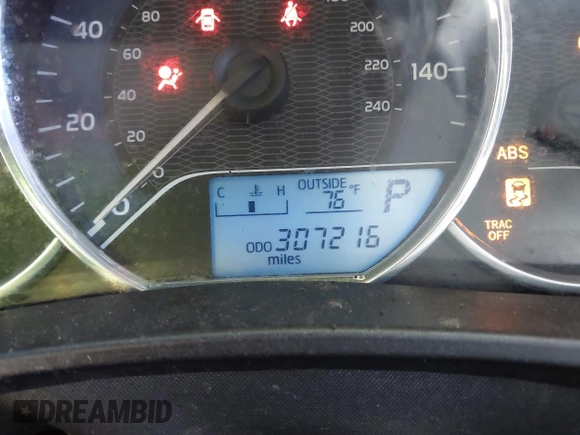 80
200
40
60
220
140
40
240
20
20
ABS
0
C H OUTSIDE
76 °F P
0
TRAC
OFF
ODO 307216
miles
DREAMBID